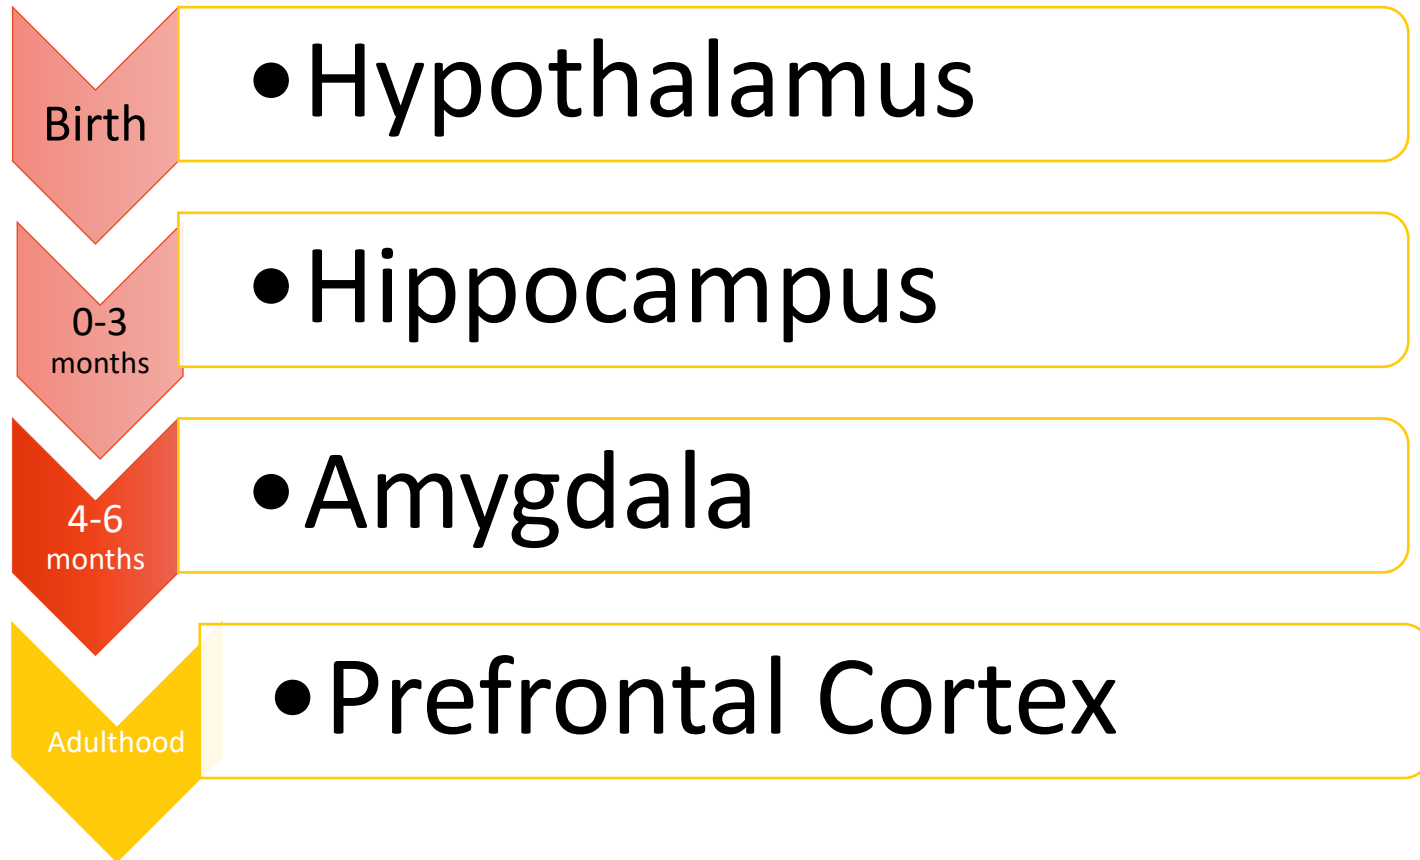 Birth
•Hypothalamus
0-3
months
•Hippocampus
4-6
months
•Amygdala
Adulthood
•Prefrontal Cortex